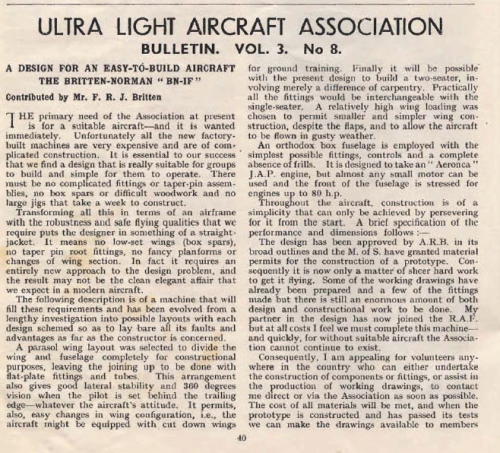 ULTRA LIGHT AIRCRAFT ASSOCIATION
BULLETIN. VOL. 3. No 8.
A DESIGN FOR AN EASY-TO-BUILD AIRCRAFT
THE BRITTEN-NORMAN "BN-IF"
Contributed by Mr. F. R. J. Britten
THE prime need of the Association at present
is for a suitable aircraft—and it is wanted
immediately. Unfortunately all the new factory-
built machines are very expensive and are of com-
plicated construction. It is essential to our success
that we find a design that is really suitable for groups
to build and simple for them to operate. There
must be no complicated fittings or taper-pin assem-
blies, no box spars or difficult woodwork and no
large jigs that take a week to construct.
Transforming all this in terms of an airframe
with the robustness and safe flying qualities that we
require puts the designer in something of a straight-
jacket. It means no low-set wings (box spars),
no taper pin root fittings, no fancy planforms or
changes of wing section. In fact it requires an
entirely new approach to the design problem, and
the result may not be the clean elegant affair that
we expect in a modern aircraft.
The following description is of a machine that will
fill these requirements and has been evolved from a
lengthy investigation into possible layouts with each
design schemed so as to lay bare all its faults and
advantages as far as the constructor is concerned.
A parasol wing layout was selected to divide the
wing and fuselage completely for constructional
purposes, leaving the joining up to be done with
flat-plate fittings and tubes. This arrangement
also gives good lateral stability and 360 degrees
vision when the pilot is set behind the trailing
edge—whatever the aircraft's attitude. It permits,
also, easy changes in wing configuration, i.e., the
aircraft might be equipped with cut down wings
for ground training. Finally it will be possible
with the present design to build a two-seater, in-
volving merely a difference of carpentry. Practically
all the fittings would be interchangeable with the
single-seater. A relatively high wing loading was
chosen to permit smaller and simpler wing con-
struction, despite the flaps, and to allow the aircraft
to be flown in gusty weather.
An orthodox box fuselage is employed with the
simplest possible fittings, controls and a complete
absence of frills. It is designed to take an "Aeronca"
J.A.P. engine, but almost any small motor can be
used and the front of the fuselage is stressed for
engines up to 80 h.p.
Throughout the aircraft, construction is of a
simplicity that can only be achieved by persevering
for it from the start. A brief specification of the
performance and dimensions follows :—
The design has been approved by A.R.B. in its
broad outlines and the M. of S. have granted material
permits for the construction of a prototype. Con-
sequently it is now only a matter of sheer hard work
to get it flying. Some of the working drawings have
already been prepared and a few of the fittings
made but there is still an enormous amount of both
design and constructional work to be done. My
partner in the design has now joined the R.A.F.
but at all costs I feel we must complete this machine—
and quickly, for without suitable aircraft the Associa-
tion cannot continue to exist.
Consequently, I am appealing for volunteers any-
where in the country who can either undertake
the construction of components or fittings, or assist in
the production of working drawings, to contact
me direct or via the Association as soon as possible.
The cost of all materials will be met, and when the
prototype is constructed and has passed its tests
we can make the drawings available to members
40